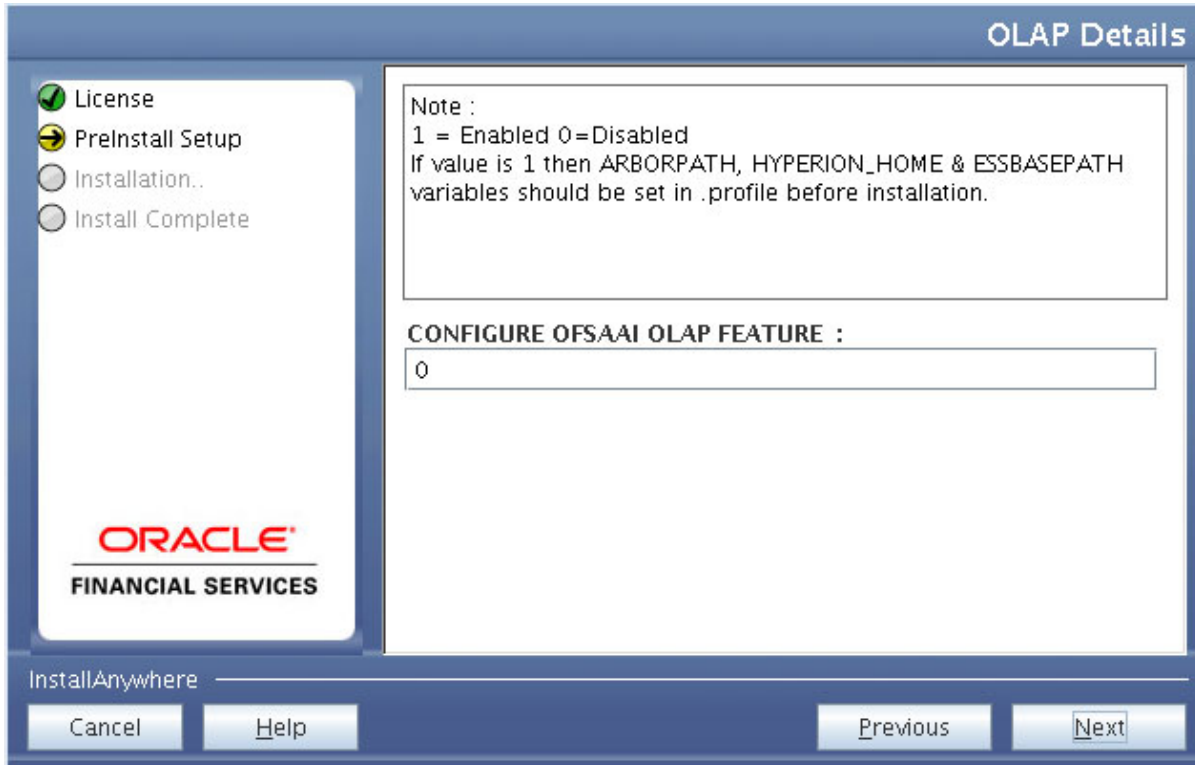 OLAP Details
License
PreInstall Setup
Installation..
Install Complete
ORACLE
FINANCIAL SERVICES
Note :
1 = Enabled 0=Disabled
If value is 1 then ARBORPATH, HYPERION_HOME & ESSBASEPATH
variables should be set in .profile before installation.
CONFIGURE OFSAAI OLAP FEATURE :
0
InstallAnywhere
Cancel
Help
Previous
Next